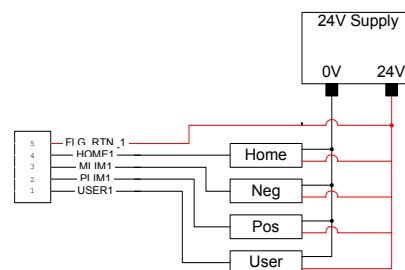 24V Supply
0V 24V
5 FLG_RTN_1
4 HOME1 Home
3 MLIM1
2 PLIM1 Neg
1 USER1
Pos
User